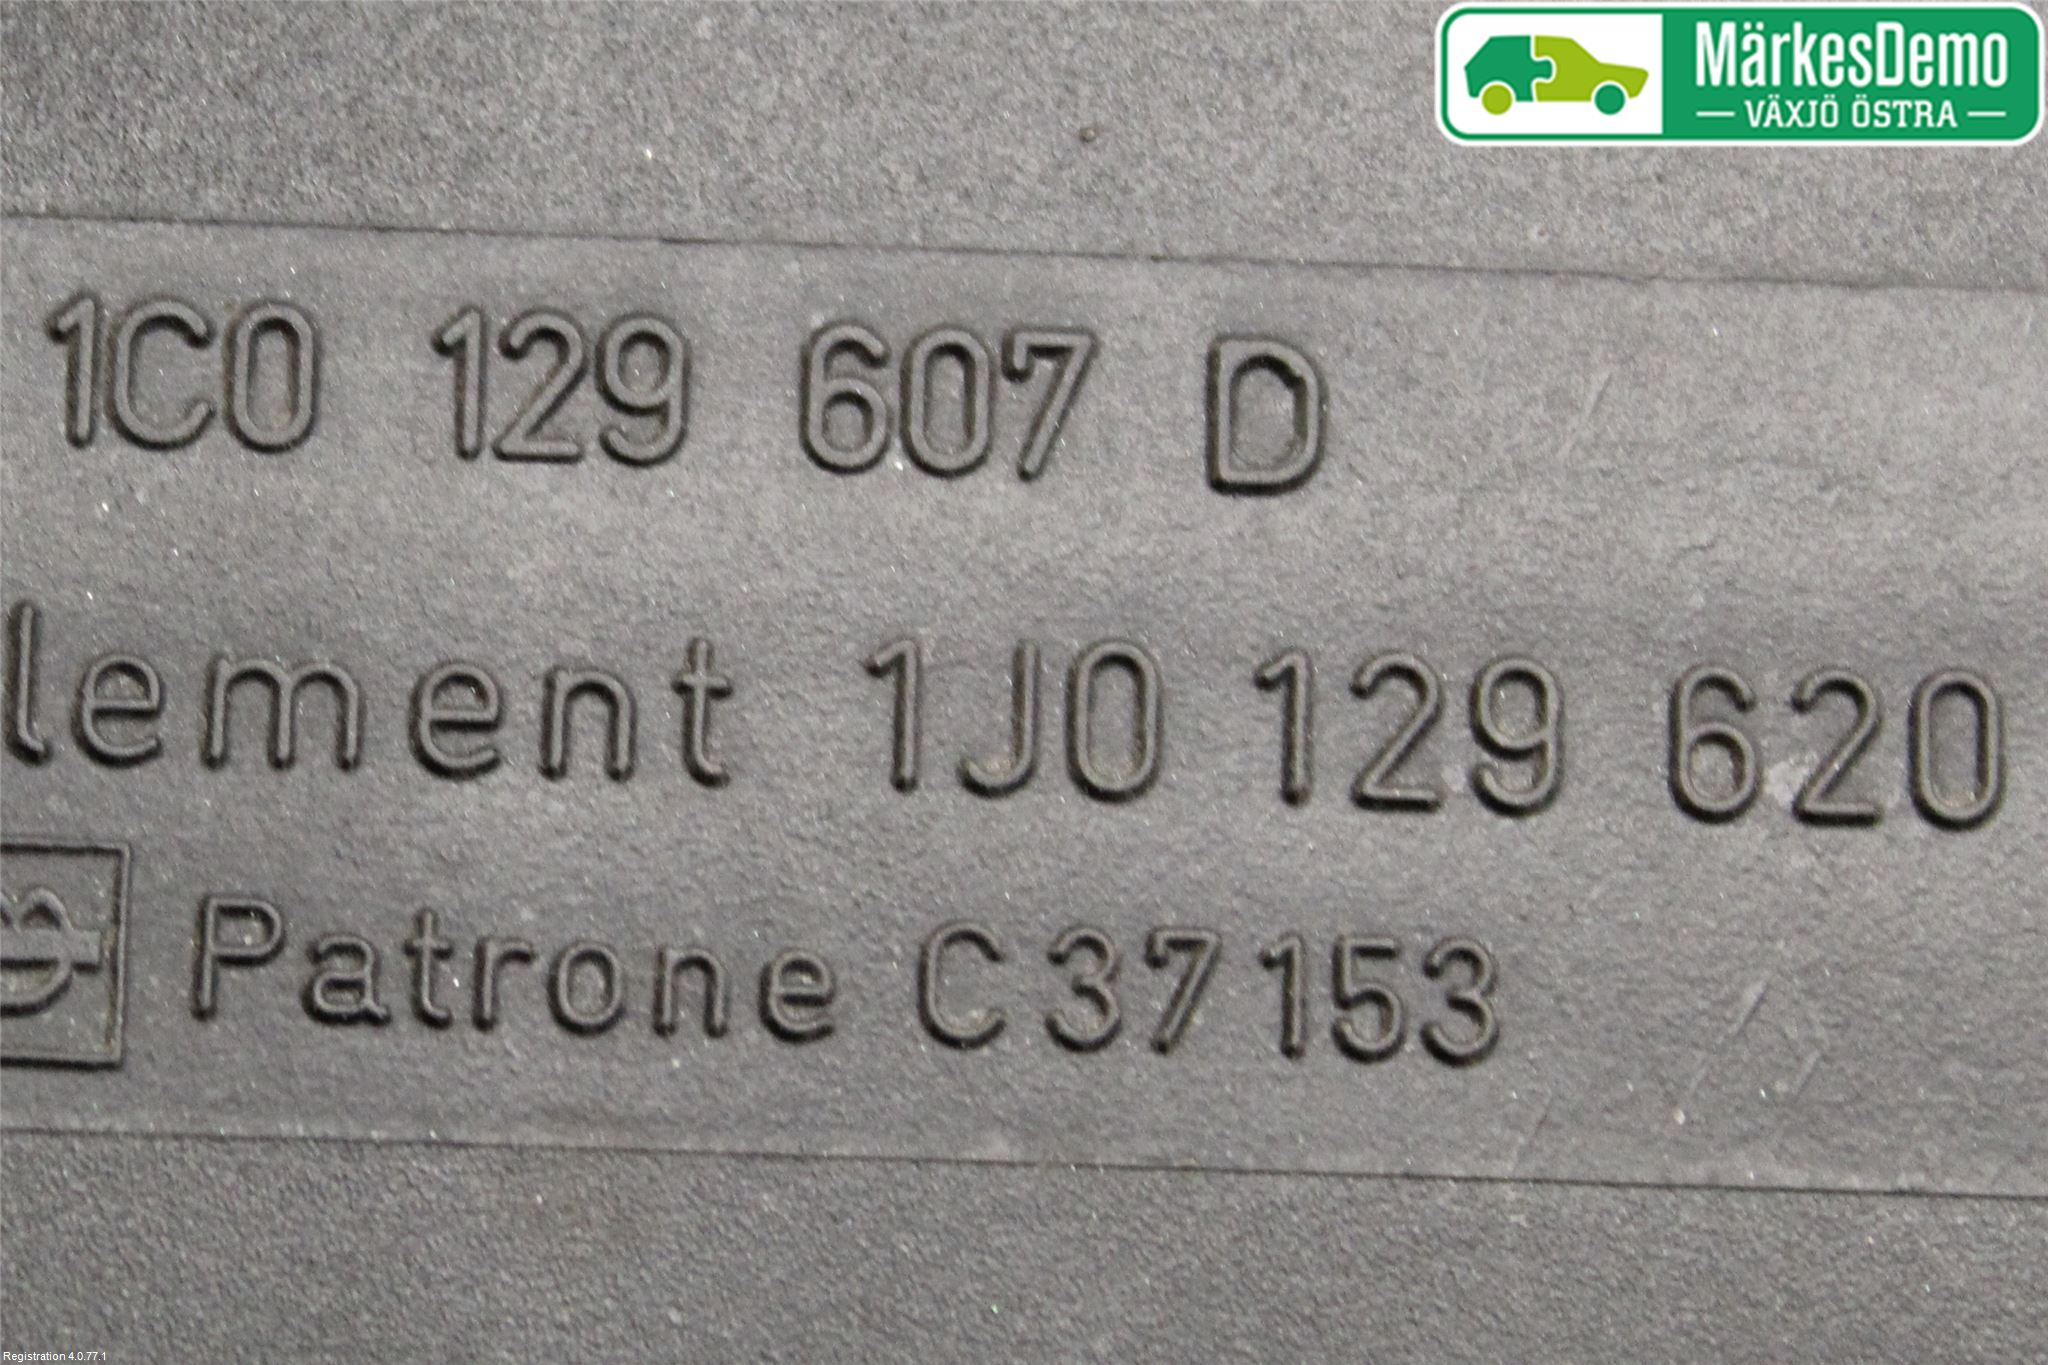 MärkesDemo
VÄXJÖ ÖSTRA
1C0 129 607 D
lement 1J0 129 620
Patrone C 37153
Registration 4.0.77.1